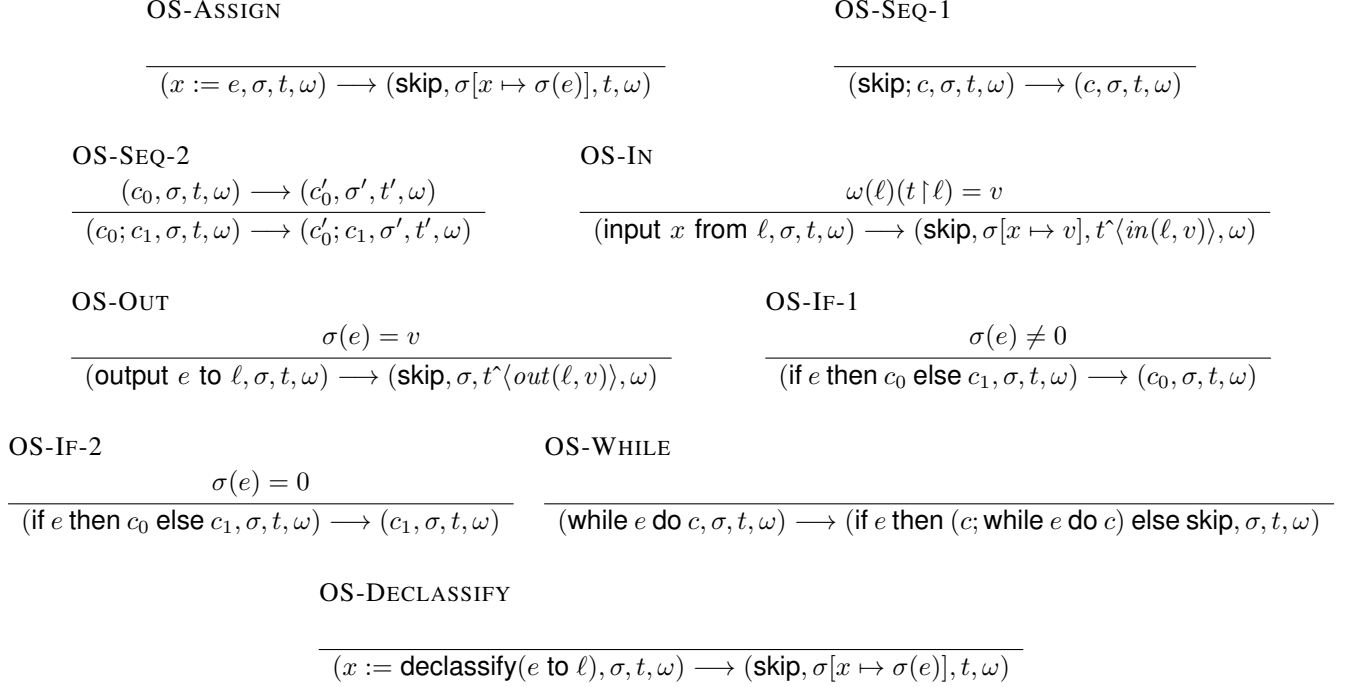 OS-ASSIGN OS-SEQ-1
(x := e, σ, t, ω) ⟶ (skip, σ[x ↦ σ(e)], t, ω) (skip; c, σ, t, ω) ⟶ (c, σ, t, ω)
OS-SEQ-2 OS-IN
(c₀, σ, t, ω) ⟶ (c₀′, σ′, t′, ω) ω(ℓ)(t↾ℓ) = v
(c₀; c₁, σ, t, ω) ⟶ (c₀′; c₁, σ′, t′, ω) (input x from ℓ, σ, t, ω) ⟶ (skip, σ[x ↦ v], t^⟨in(ℓ, v)⟩, ω)
OS-OUT OS-IF-1
σ(e) = v σ(e) ≠ 0
(output e to ℓ, σ, t, ω) ⟶ (skip, σ, t^⟨out(ℓ, v)⟩, ω) (if e then c₀ else c₁, σ, t, ω) ⟶ (c₀, σ, t, ω)
OS-IF-2 OS-WHILE
σ(e) = 0
(if e then c₀ else c₁, σ, t, ω) ⟶ (c₁, σ, t, ω) (while e do c, σ, t, ω) ⟶ (if e then (c; while e do c) else skip, σ, t, ω)
OS-DECLASSIFY
(x := declassify(e to ℓ), σ, t, ω) ⟶ (skip, σ[x ↦ σ(e)], t, ω)